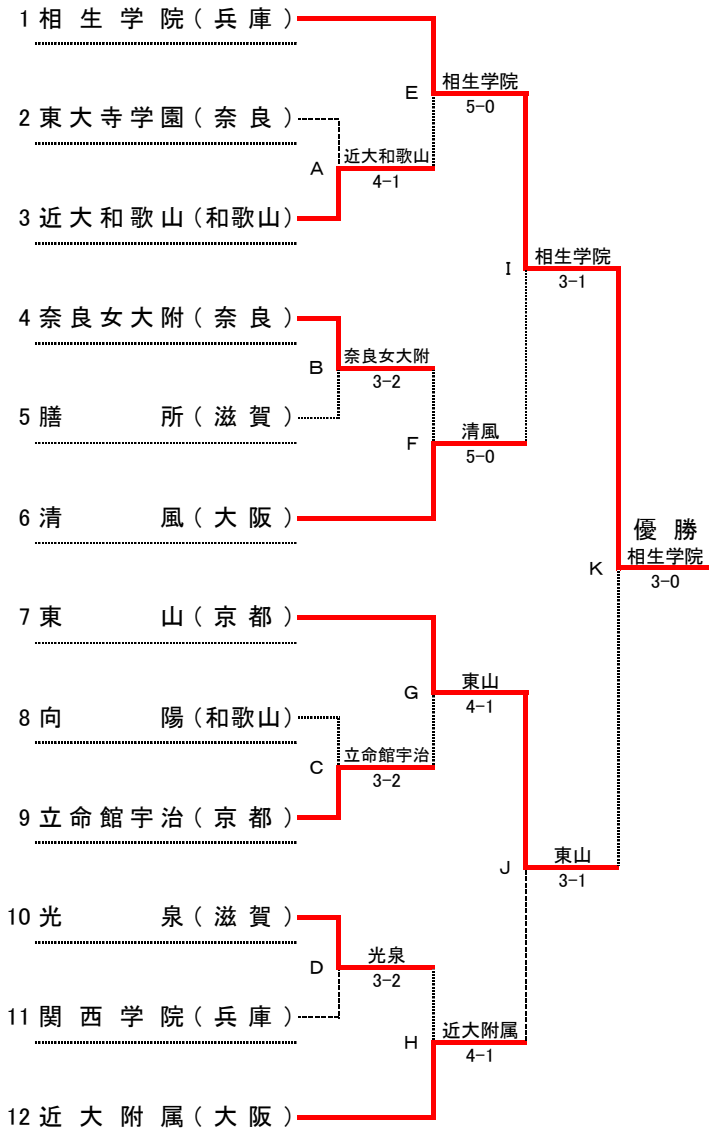 1 相生学院(兵庫)
相生学院
E
5-0
2 東大寺学園(奈良)
近大和歌山
A
4-1
3 近大和歌山(和歌山)
相生学院
I
3-1
4 奈良女大附(奈良)
奈良女大附
B
3-2
5 膳所(滋賀)
清風
F
5-0
6 清風(大阪)
優勝
相生学院
K
3-0
7 東山(京都)
東山
G
4-1
8 向陽(和歌山)
立命館宇治
C
3-2
9 立命館宇治(京都)
東山
J
3-1
10 光泉(滋賀)
光泉
D
3-2
11 関西学院(兵庫)
近大附属
H
4-1
12 近大附属(大阪)